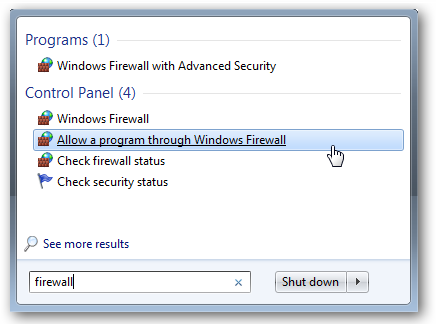 Programs (1)
Windows Firewall with Advanced Security
Control Panel (4)
Windows Firewall
Allow a program through Windows Firewall
Check firewall status
Check security status
See more results
firewall
Shut down